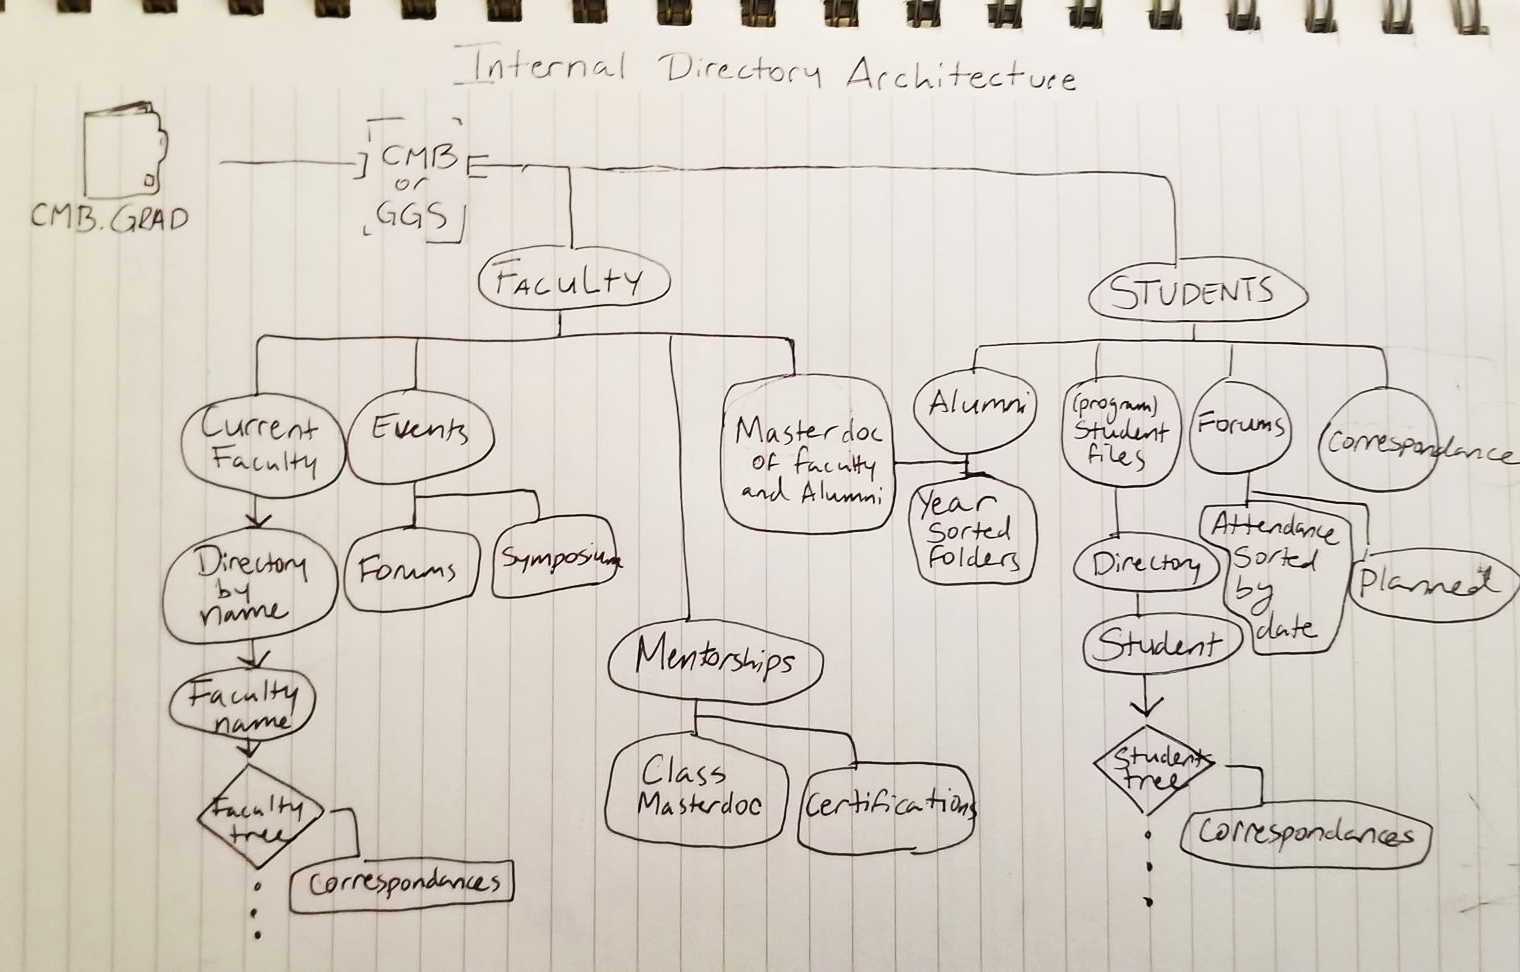 Internal Directory Architecture
CMB.GRAD
CMB
or
GGS
FACULTY
STUDENTS
Current
Faculty
Events
Masterdoc
of faculty
and Alumni
Alumni
(program)
Student
files
Forums
Correspondance
Directory
by
name
Forums
Symposium
Year
Sorted
Folders
Directory
Attendance
Sorted
by
date
Planned
Faculty
name
Mentorships
Student
Faculty
tree
Class
Masterdoc
Certifications
Students
tree
Correspondances
Correspondances